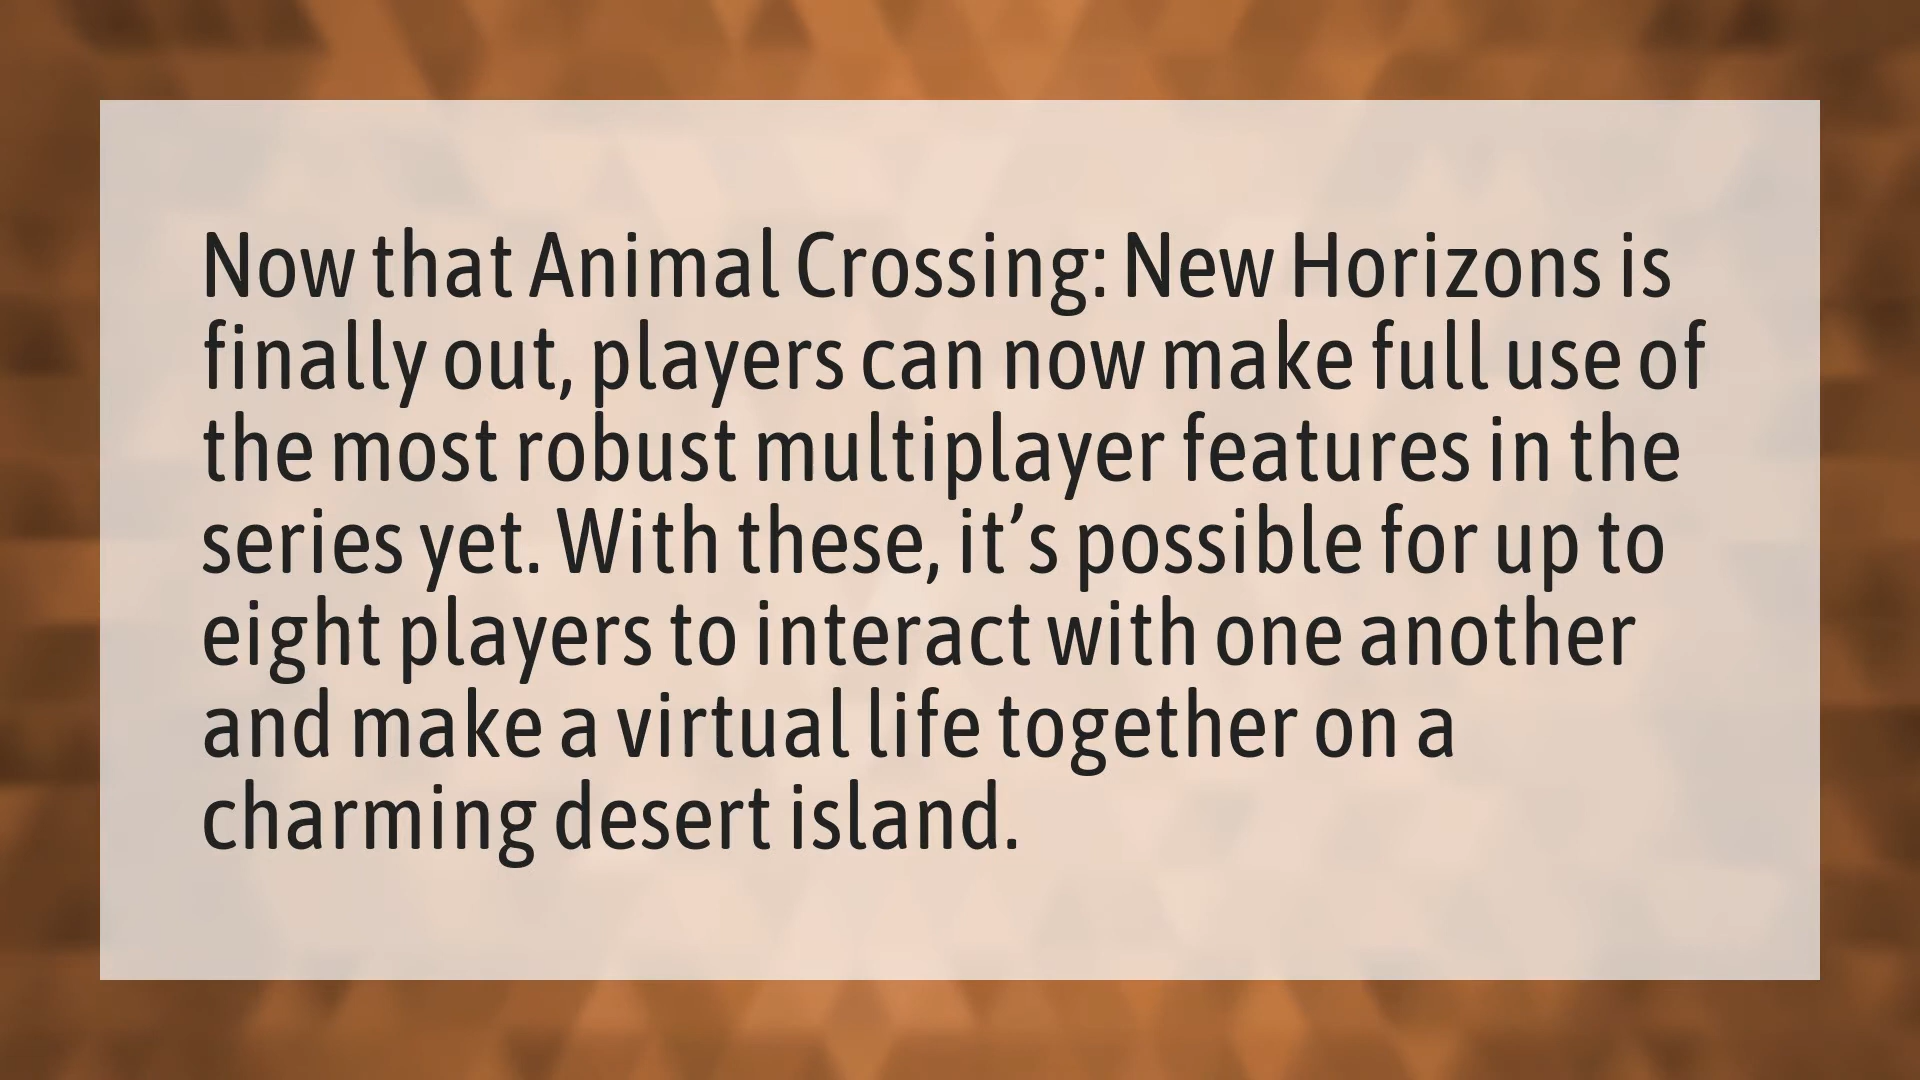 Now that Animal Crossing: New Horizons is
finally out, players can now make full use of
the most robust multiplayer features in the
series yet. With these, it’s possible for up to
eight players to interact with one another
and make a virtual life together on a
charming desert island.